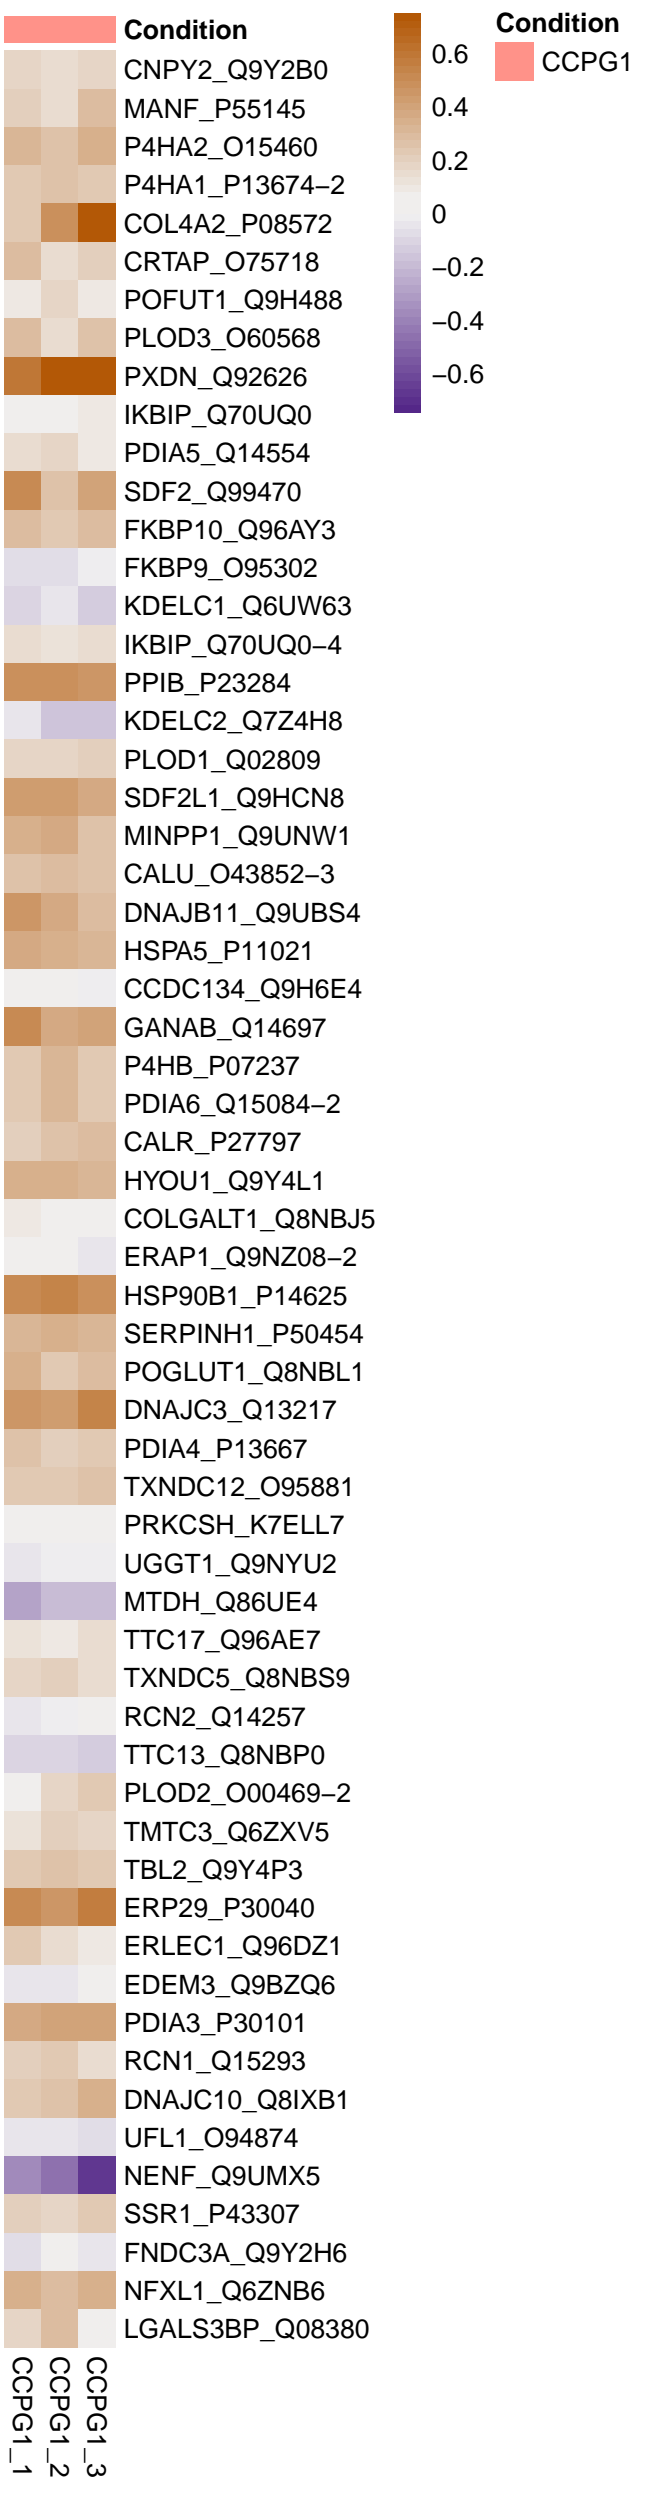 Condition
CNPY2_Q9Y2B0
MANF_P55145
P4HA2_O15460
P4HA1_P13674−2
COL4A2_P08572
CRTAP_O75718
POFUT1_Q9H488
PLOD3_O60568
PXDN_Q92626
IKBIP_Q70UQ0
PDIA5_Q14554
SDF2_Q99470
FKBP10_Q96AY3
FKBP9_O95302
KDELC1_Q6UW63
IKBIP_Q70UQ0−4
PPIB_P23284
KDELC2_Q7Z4H8
PLOD1_Q02809
SDF2L1_Q9HCN8
MINPP1_Q9UNW1
CALU_O43852−3
DNAJB11_Q9UBS4
HSPA5_P11021
CCDC134_Q9H6E4
GANAB_Q14697
P4HB_P07237
PDIA6_Q15084−2
CALR_P27797
HYOU1_Q9Y4L1
COLGALT1_Q8NBJ5
ERAP1_Q9NZ08−2
HSP90B1_P14625
SERPINH1_P50454
POGLUT1_Q8NBL1
DNAJC3_Q13217
PDIA4_P13667
TXNDC12_O95881
PRKCSH_K7ELL7
UGGT1_Q9NYU2
MTDH_Q86UE4
TTC17_Q96AE7
TXNDC5_Q8NBS9
RCN2_Q14257
TTC13_Q8NBP0
PLOD2_O00469−2
TMTC3_Q6ZXV5
TBL2_Q9Y4P3
ERP29_P30040
ERLEC1_Q96DZ1
EDEM3_Q9BZQ6
PDIA3_P30101
RCN1_Q15293
DNAJC10_Q8IXB1
UFL1_O94874
NENF_Q9UMX5
SSR1_P43307
FNDC3A_Q9Y2H6
NFXL1_Q6ZNB6
LGALS3BP_Q08380
CCPG1_1
CCPG1_2
CCPG1_3
0.6
0.4
0.2
0
−0.2
−0.4
−0.6
Condition
CCPG1